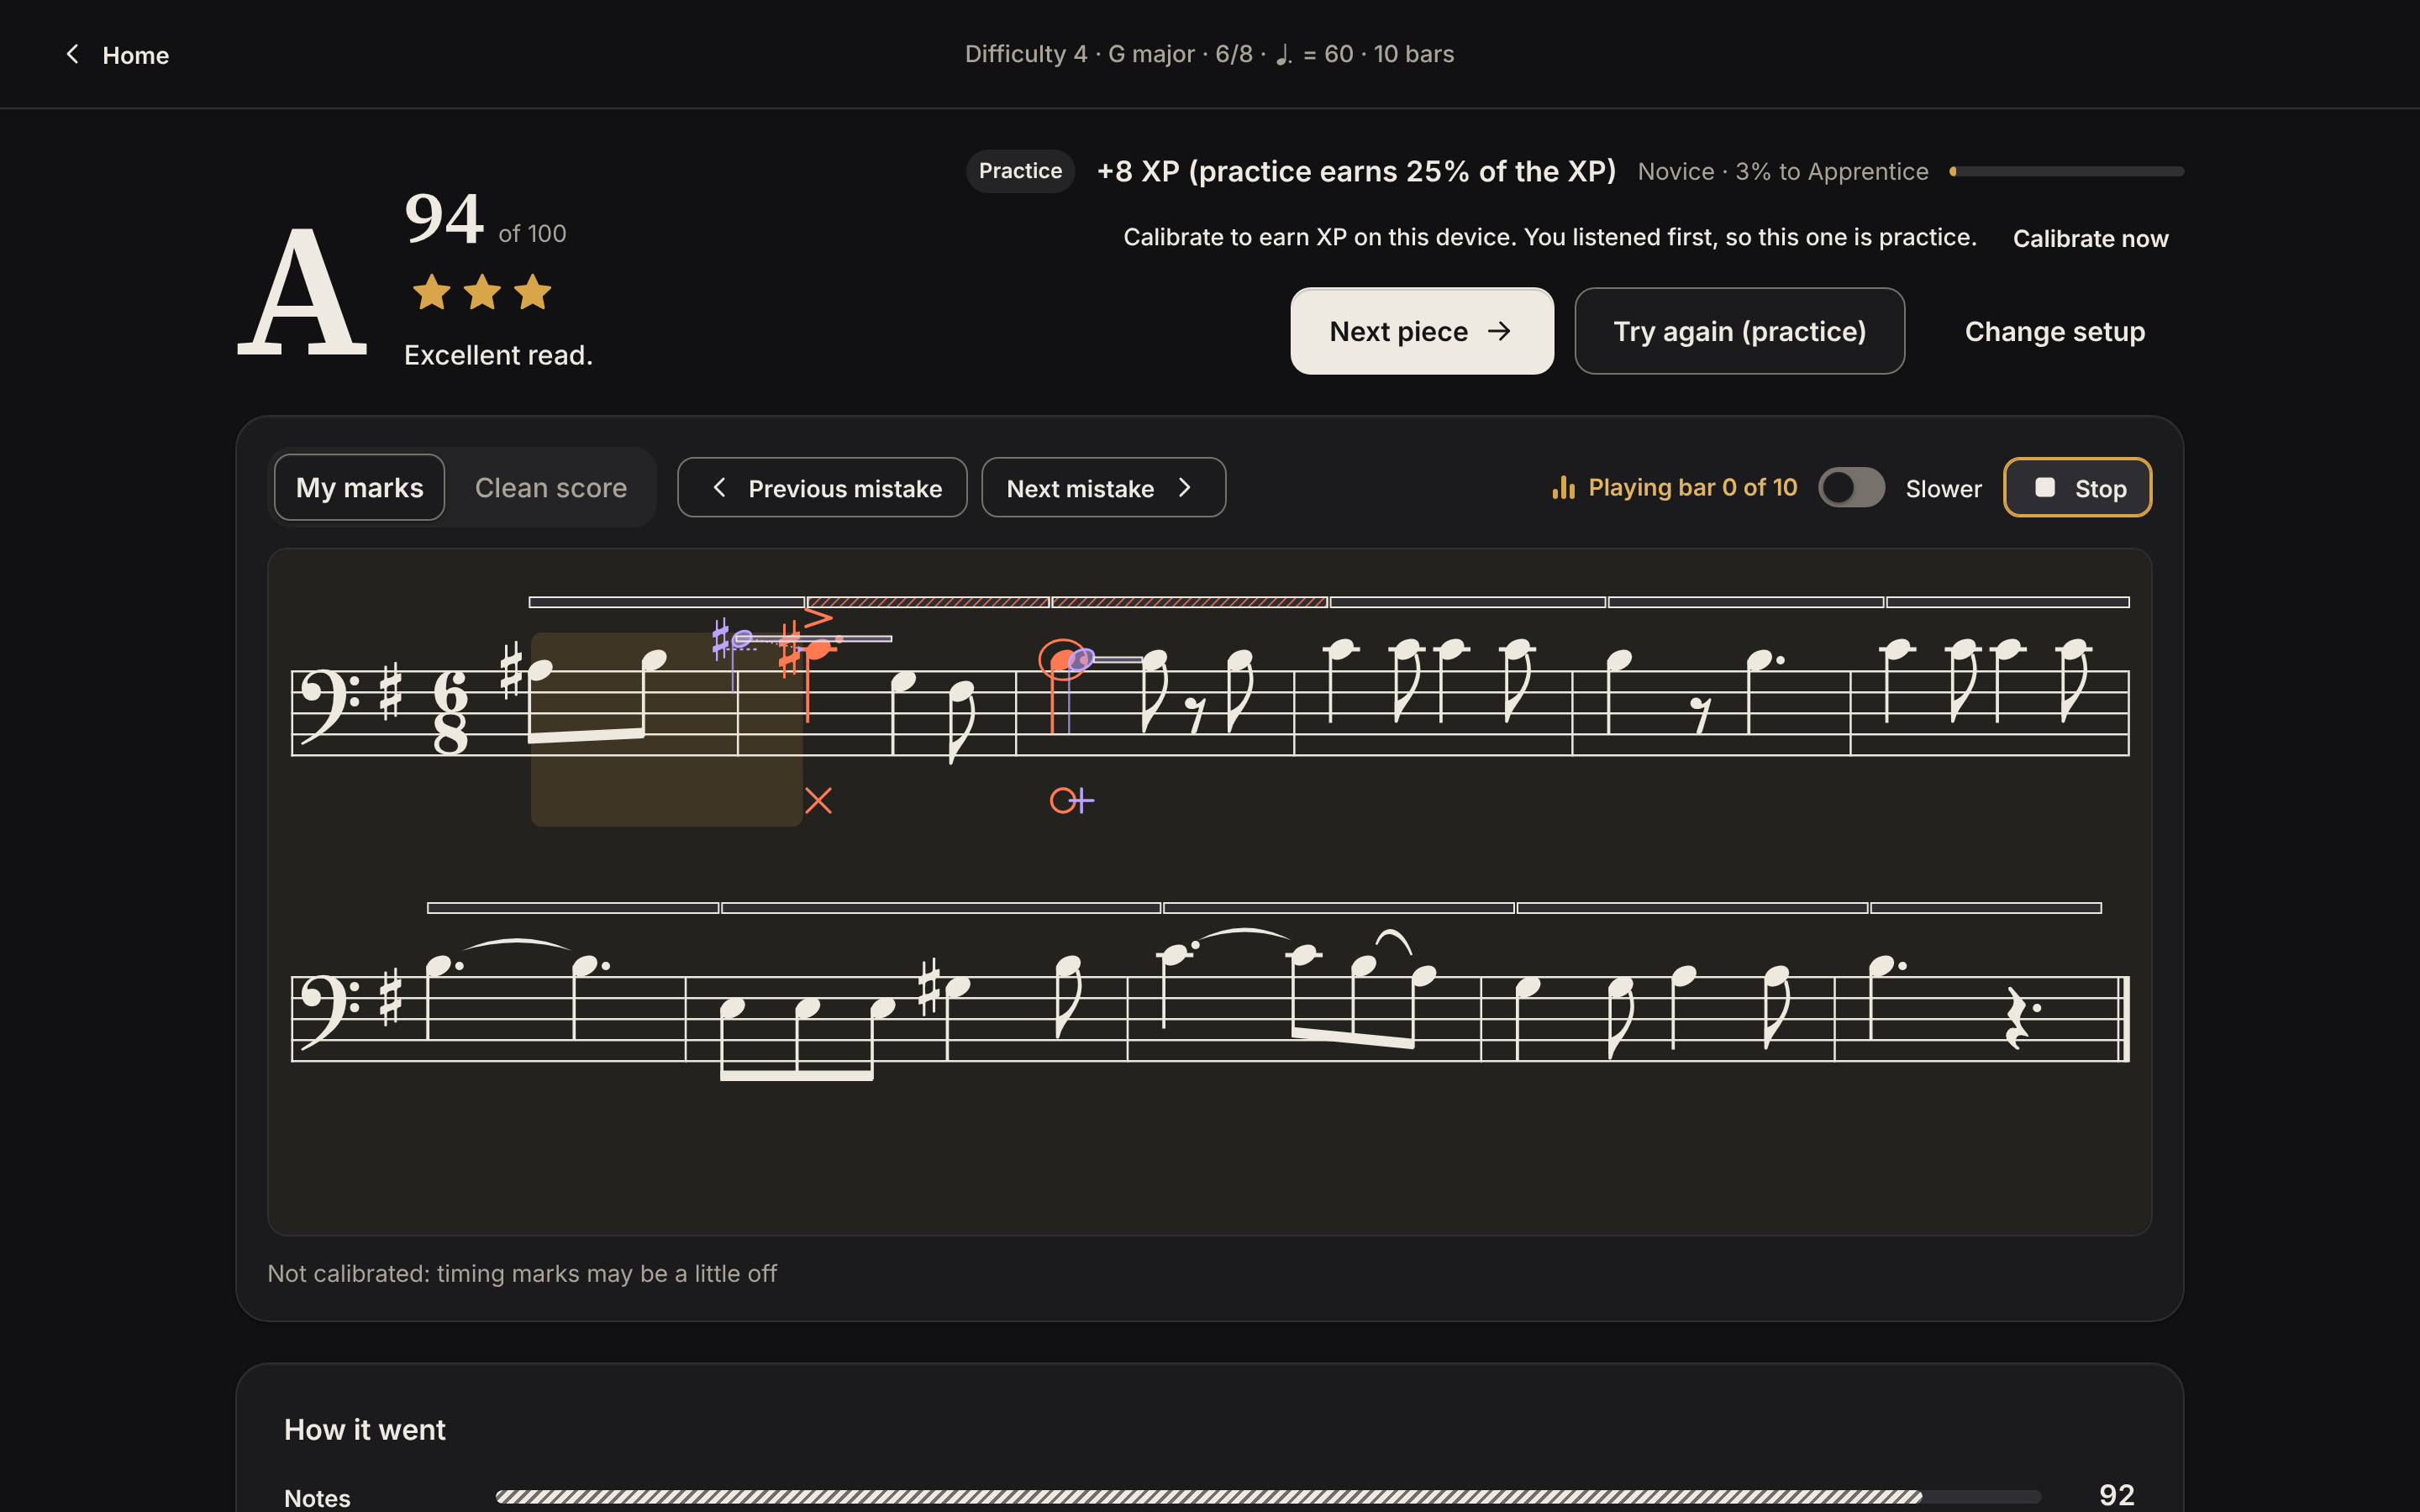 Home
Difficulty 4 · G major · 6/8 · ♩. = 60 · 10 bars
Practice +8 XP (practice earns 25% of the XP) Novice · 3% to Apprentice
A
94 of 100
Excellent read.
Calibrate to earn XP on this device. You listened first, so this one is practice. Calibrate now
Next piece → Try again (practice) Change setup
My marks Clean score Previous mistake Next mistake Playing bar 0 of 10 Slower Stop
6
8
Not calibrated: timing marks may be a little off
How it went
Notes 92